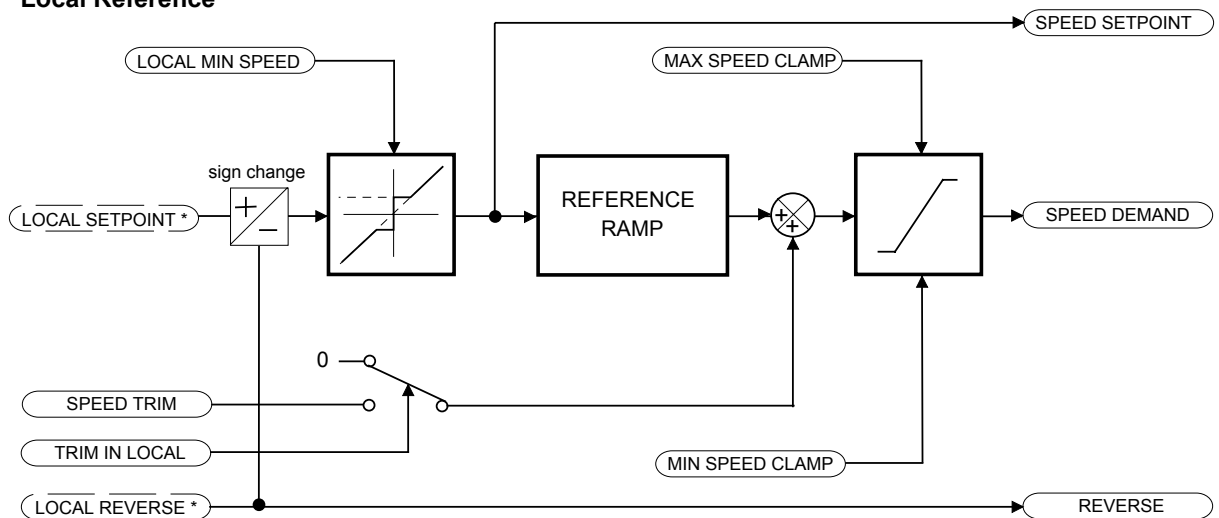 Local Reference
SPEED SETPOINT
LOCAL MIN SPEED
MAX SPEED CLAMP
sign change
LOCAL SETPOINT *
+
−
REFERENCE
RAMP
+
+
SPEED DEMAND
0
SPEED TRIM
TRIM IN LOCAL
MIN SPEED CLAMP
LOCAL REVERSE *
REVERSE